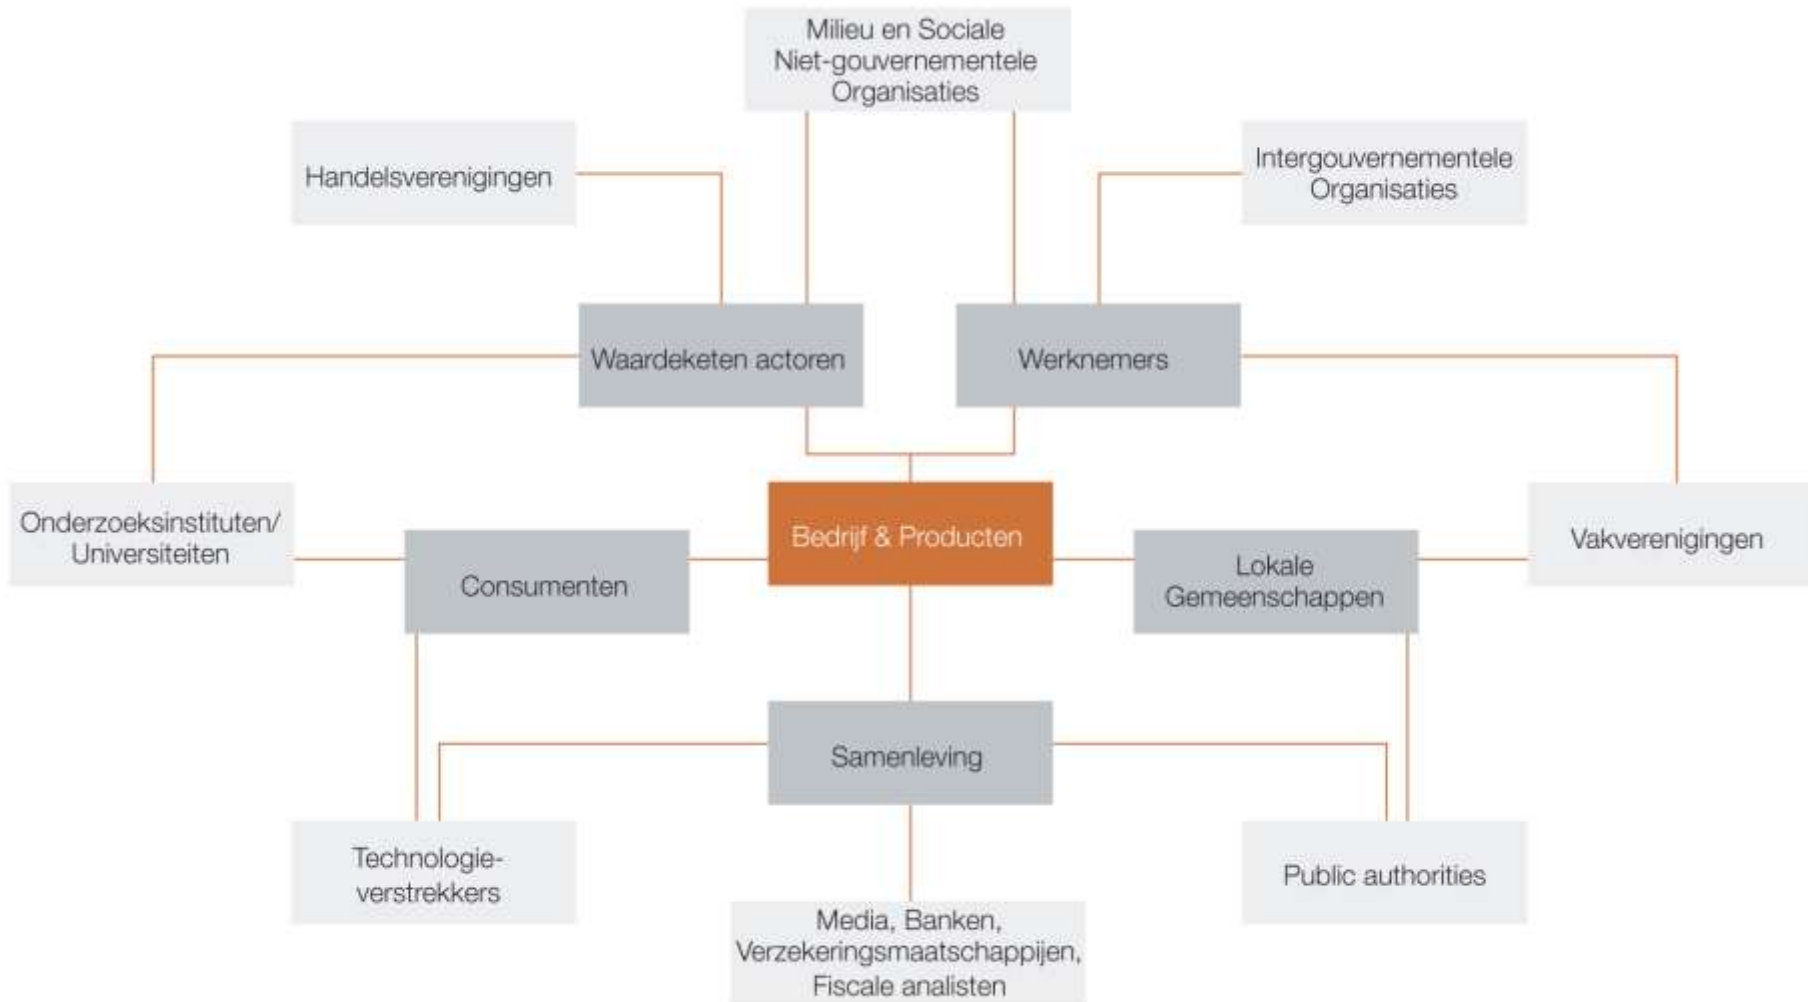 Milieu en Sociale
Niet-gouvernementele
Organisaties
Handelsverenigingen
Intergouvernementele
Organisaties
Waardeketen actoren
Werknemers
Onderzoeksinstituten/
Universiteiten
Bedrijf & Producten
Vakverenigingen
Consumenten
Lokale
Gemeenschappen
Samenleving
Technologie-
verstrekkers
Public authorities
Media, Banken,
Verzekeringsmaatschappijen,
Fiscale analisten